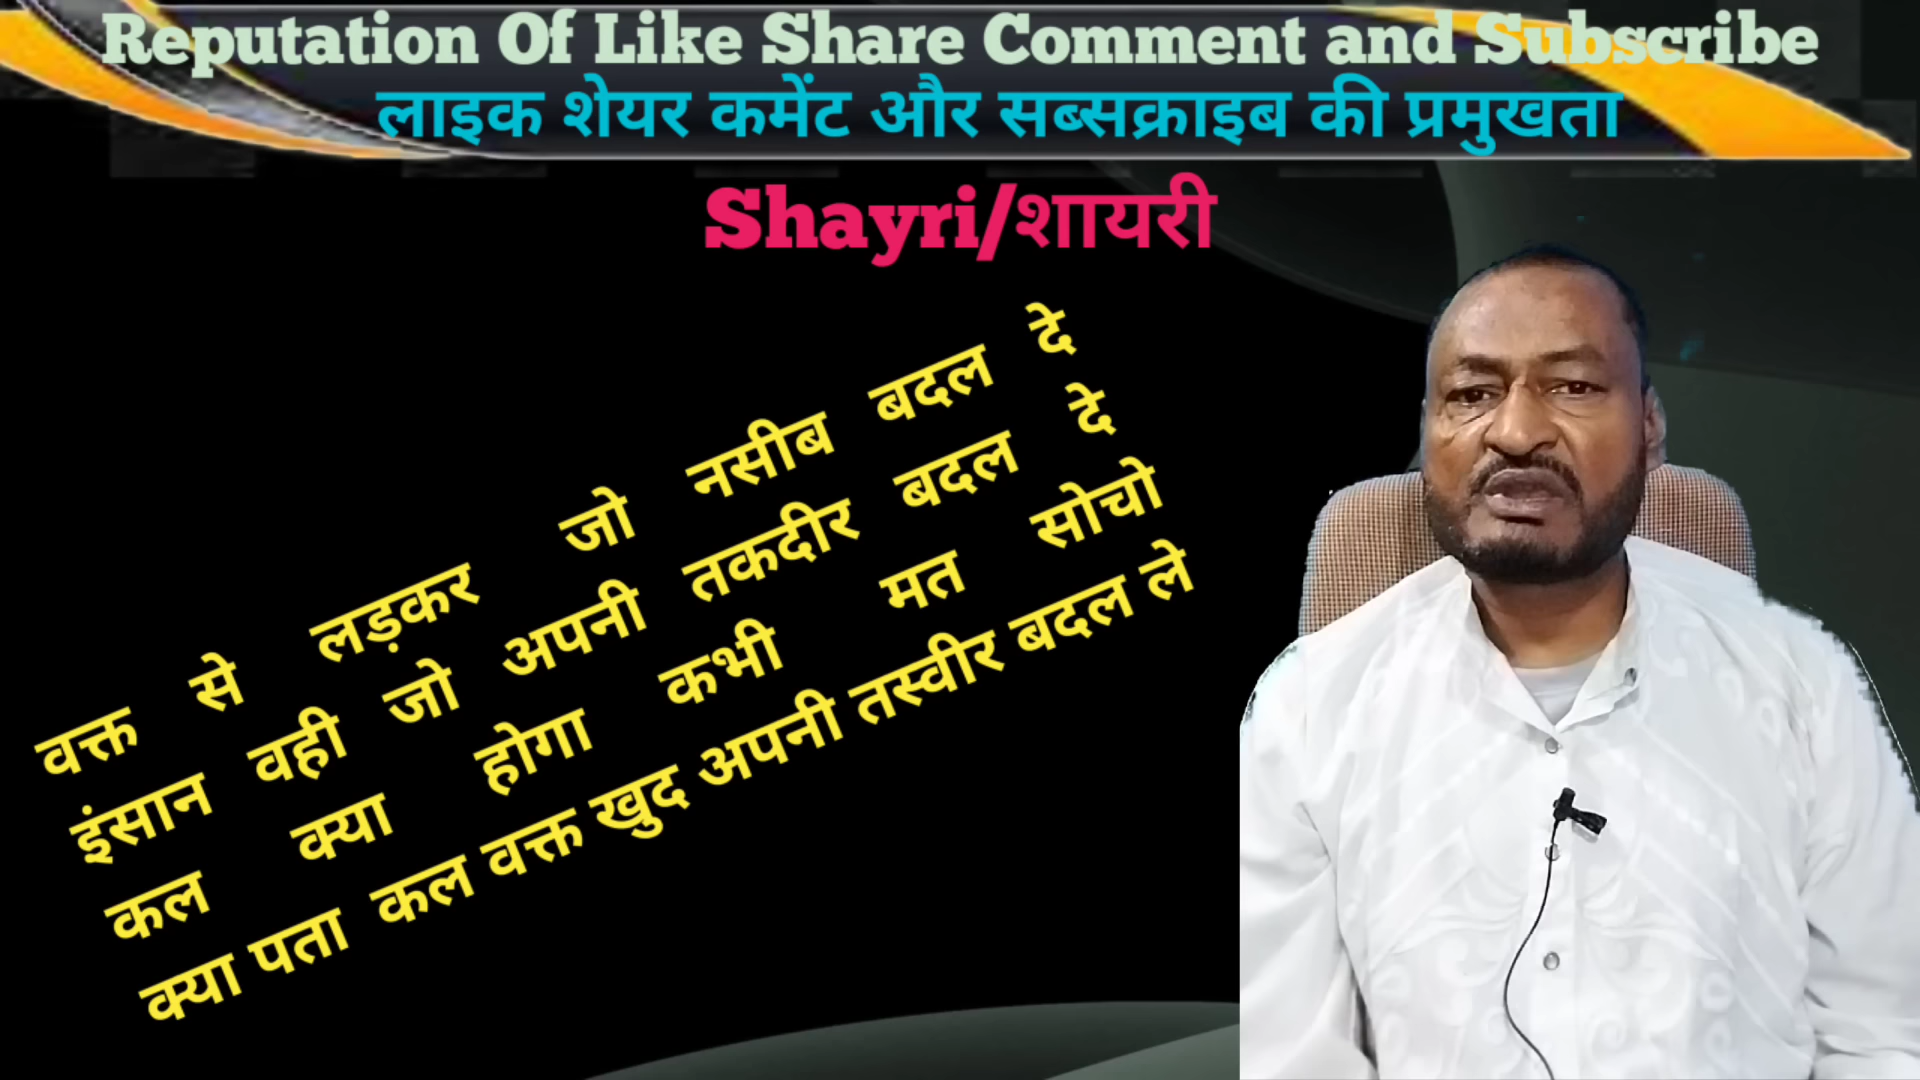 Reputation Of Like Share Comment and Subscribe
लाइक शेयर कमेंट और सब्सक्राइब की प्रमुखता
Shayri/शायरी
वक्त से लड़कर जो नसीब बदल दे
इंसान वही जो अपनी तकदीर बदल दे
कल क्या होगा कभी मत सोचो
क्या पता कल वक्त खुद अपनी तस्वीर बदल ले